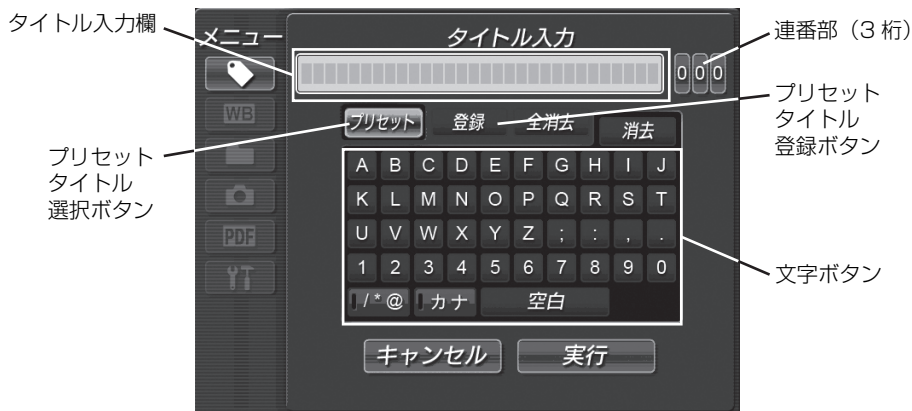 タイトル入力欄
メニュー
タイトル入力
連番部（3 桁）
0 0 0
WB
プリセット 登録 全消去 消去
プリセット
タイトル
登録ボタン
プリセット
タイトル
選択ボタン
A B C D E F G H I J
K L M N O P Q R S T
U V W X Y Z ; : , .
PDF
1 2 3 4 5 6 7 8 9 0
文字ボタン
/ * @ カナ 空白
キャンセル 実行